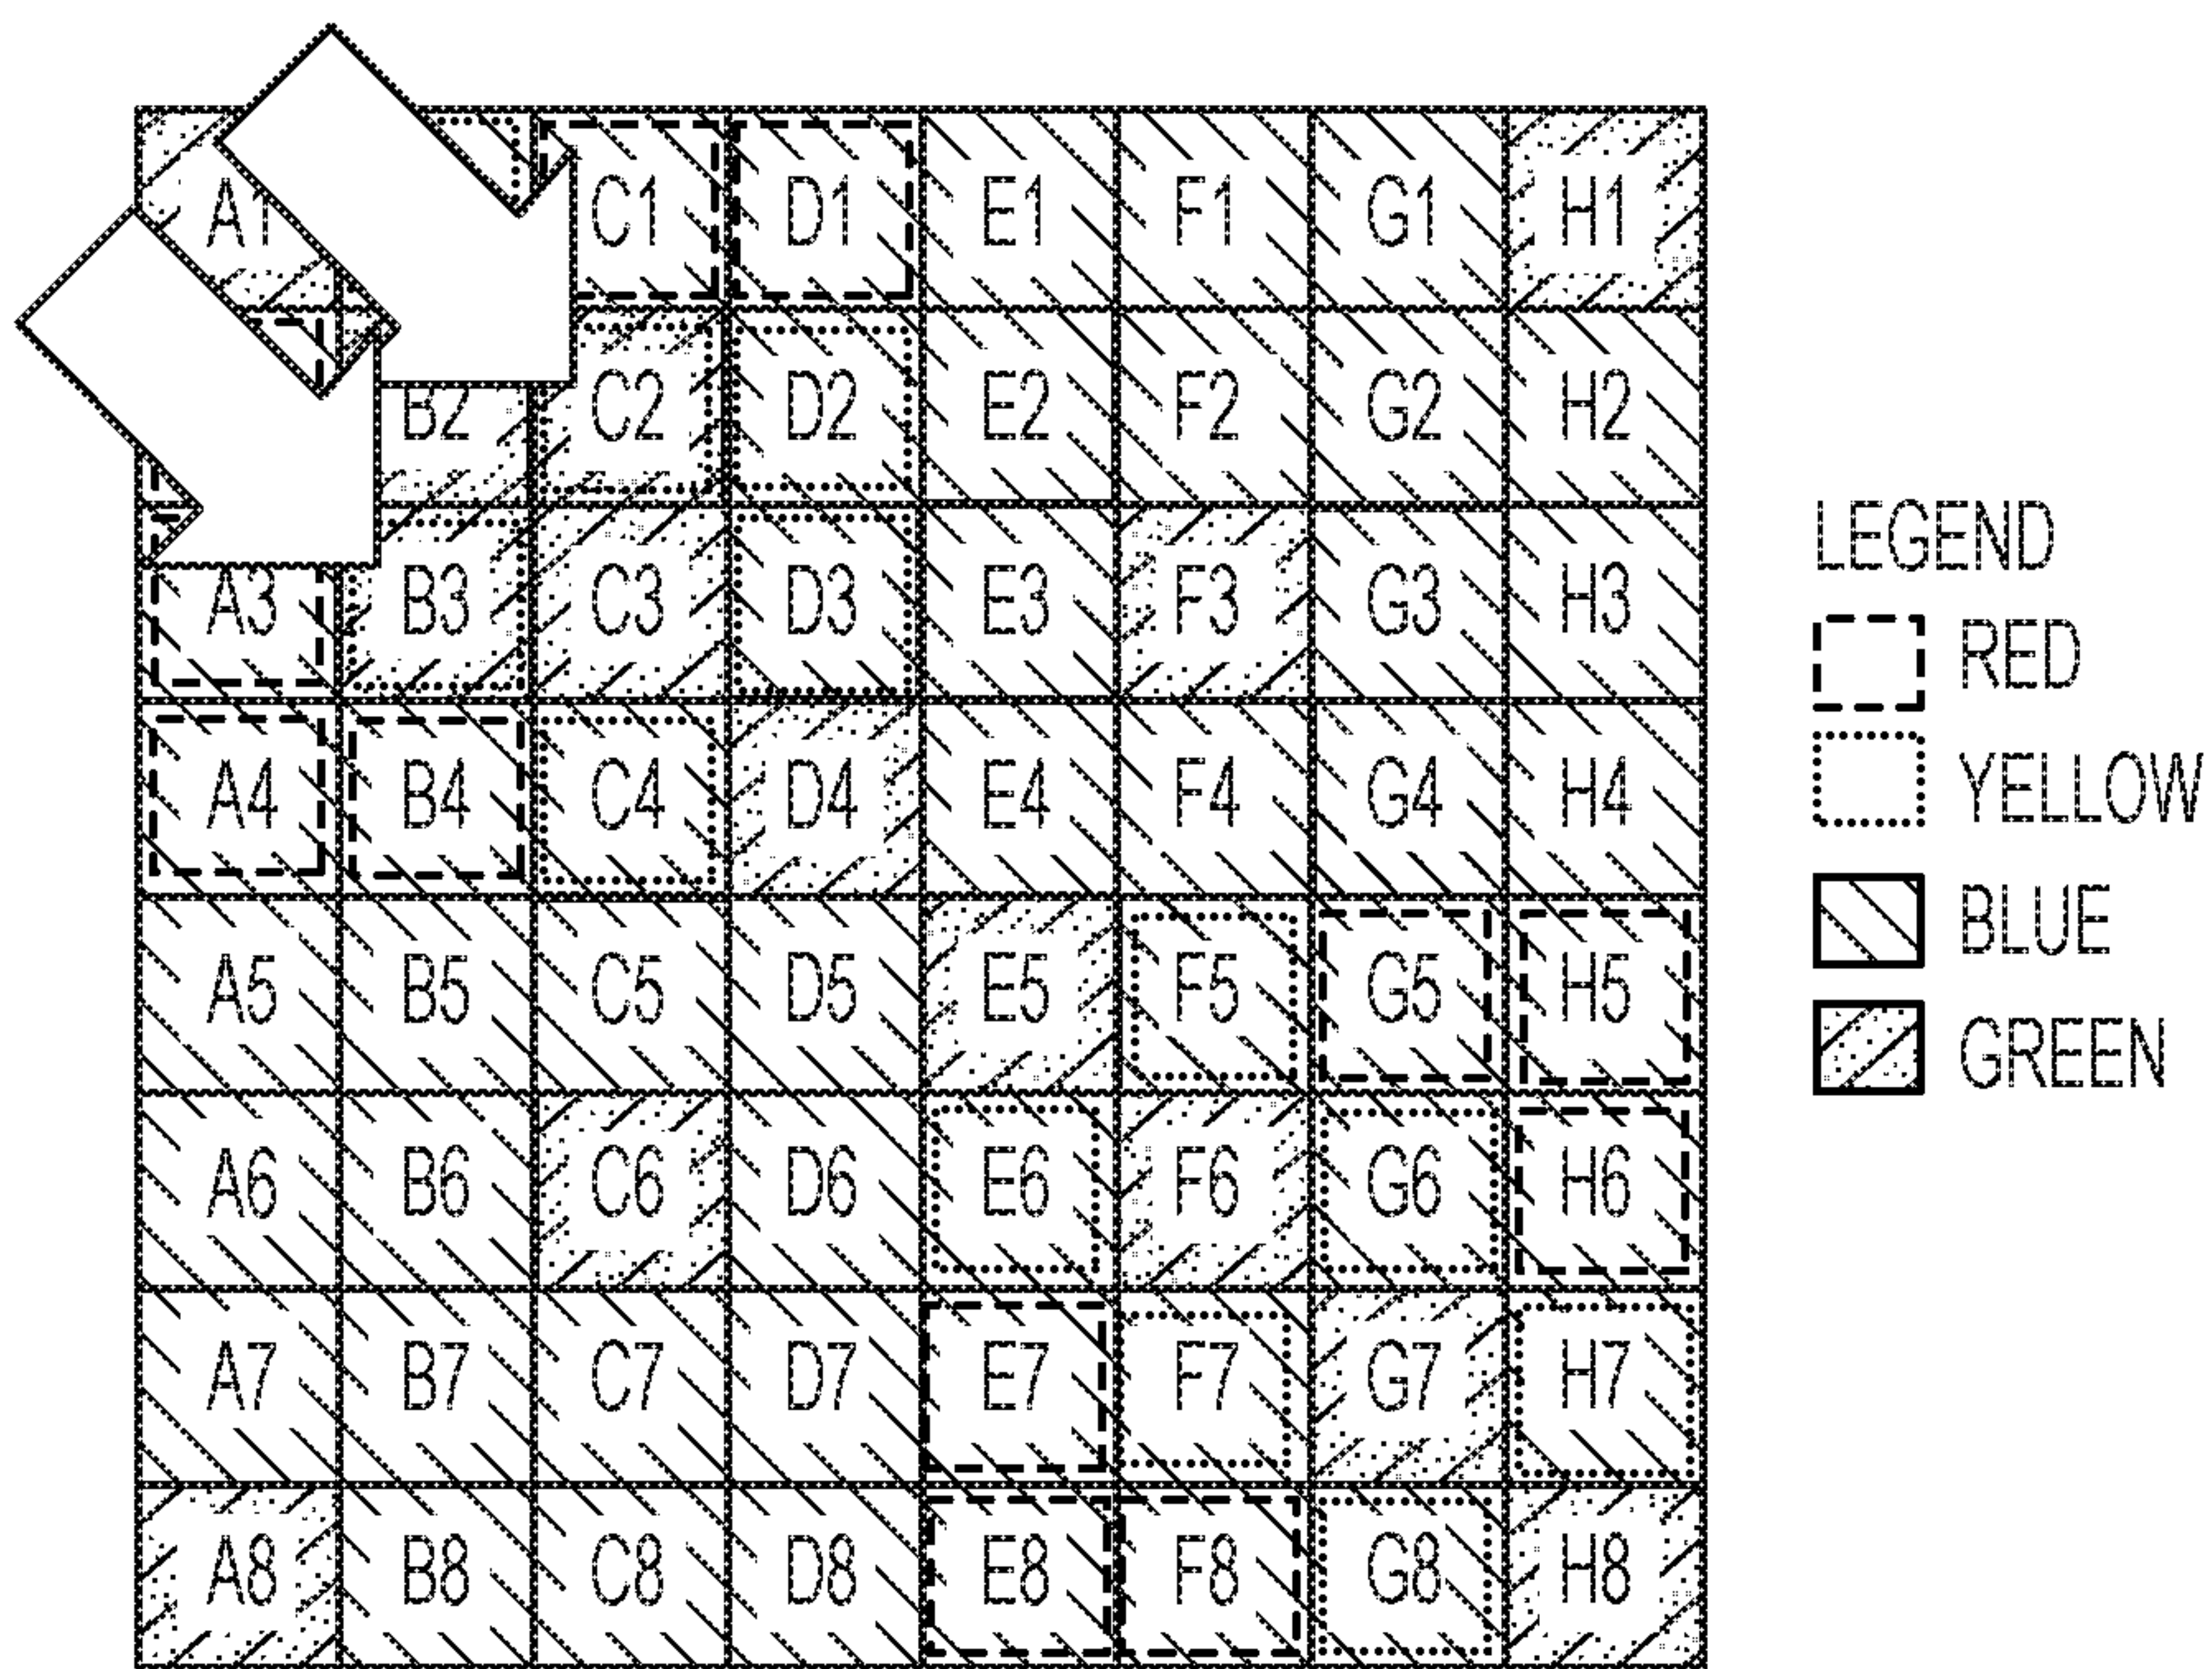 A1 C1 D1 E1 F1 G1 H1
B2 C2 D2 E2 F2 G2 H2
A3 B3 C3 D3 E3 F3 G3 H3
A4 B4 C4 D4 E4 F4 G4 H4
A5 B5 C5 D5 E5 F5 G5 H5
A6 B6 C6 D6 E6 F6 G6 H6
A7 B7 C7 D7 E7 F7 G7 H7
A8 B8 C8 D8 E8 F8 G8 H8
LEGEND
RED
YELLOW
BLUE
GREEN